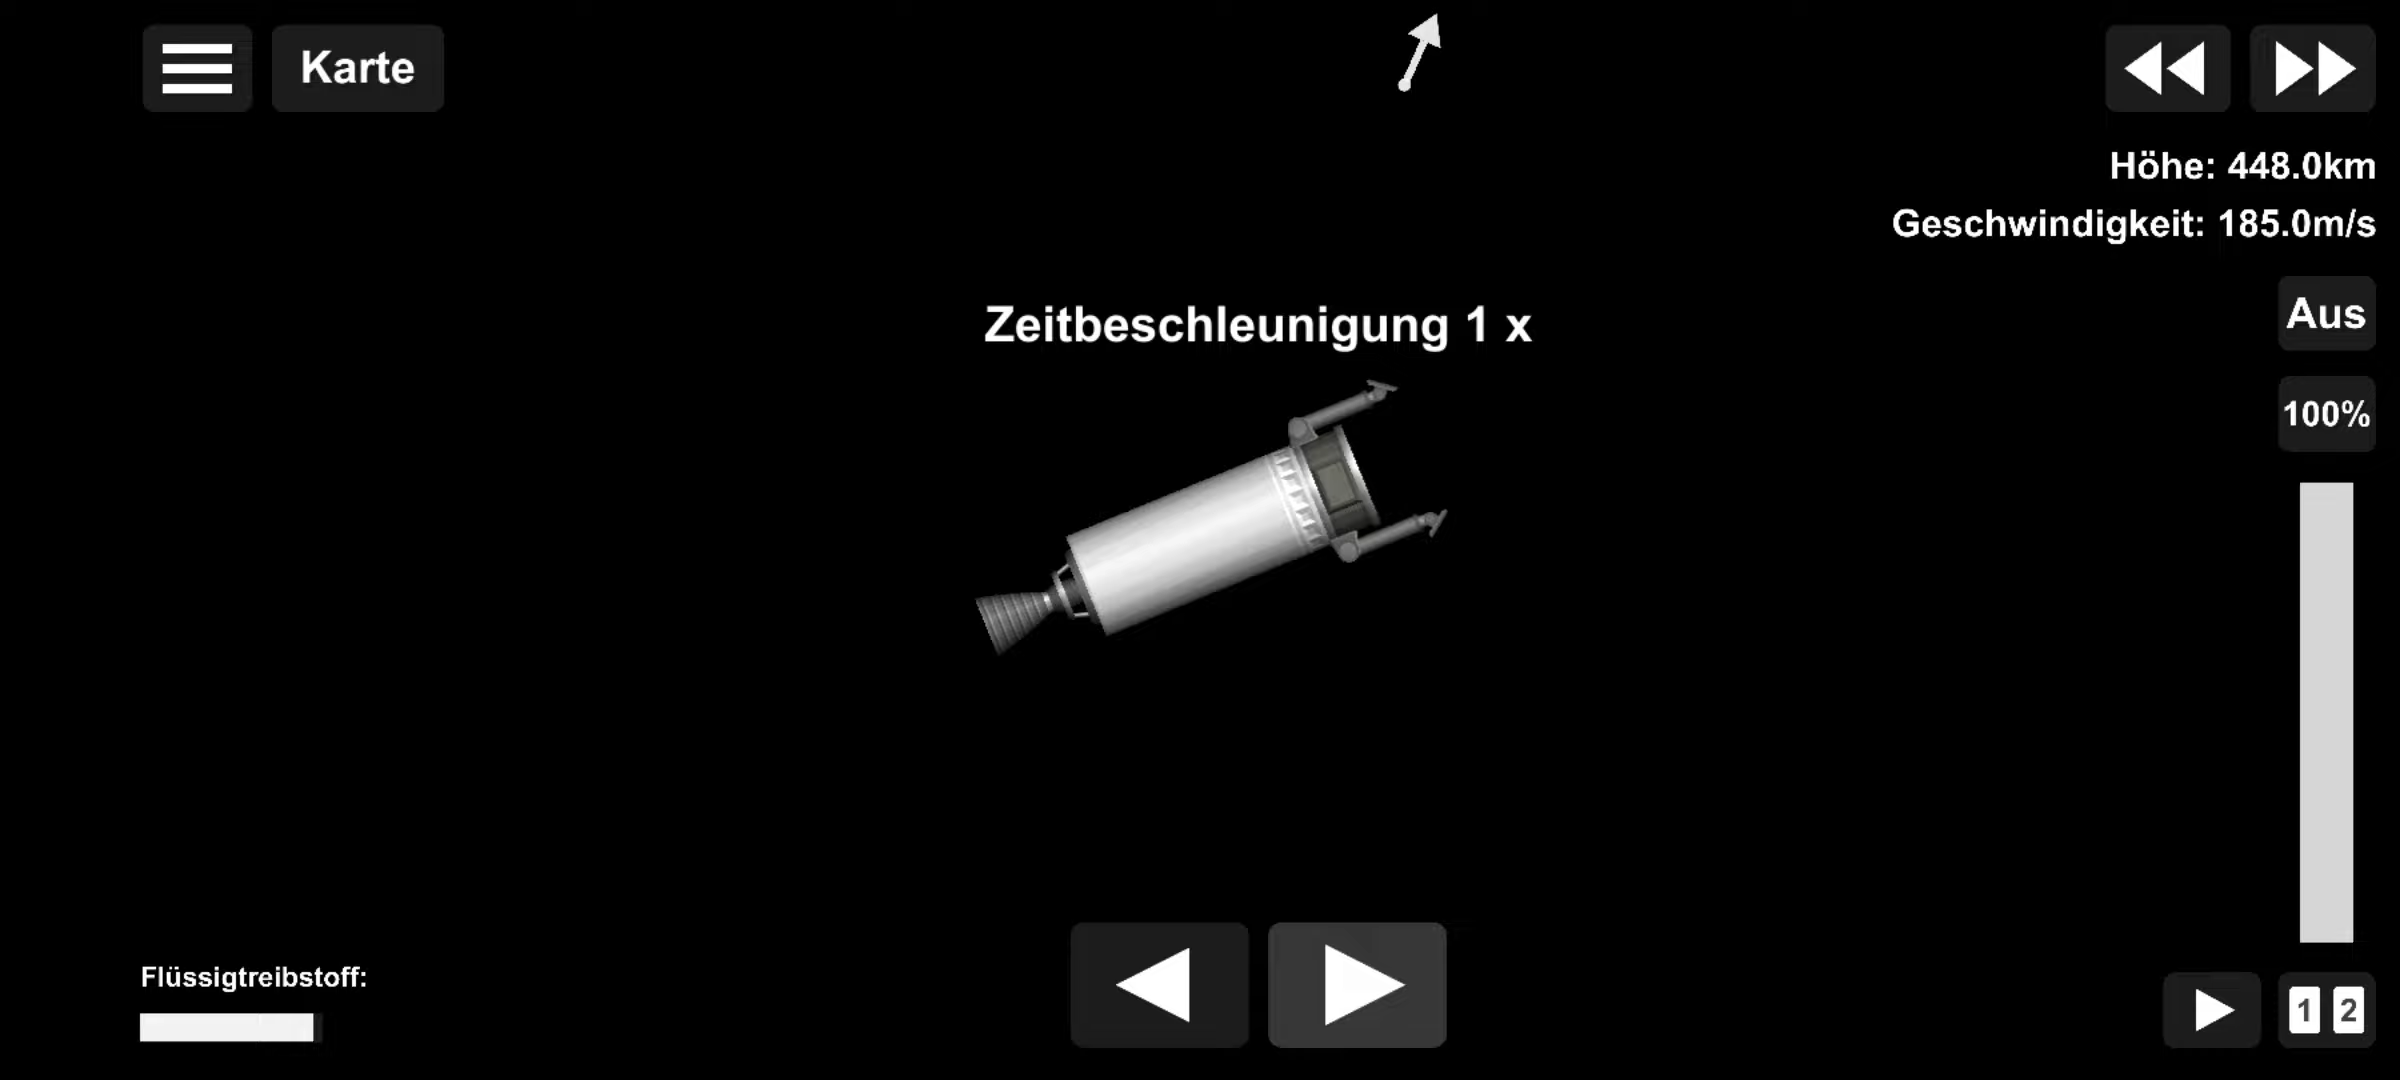 Karte
Höhe: 448.0km
Geschwindigkeit: 185.0m/s
Zeitbeschleunigung 1 x
Aus
100%
Flüssigtreibstoff:
1 2